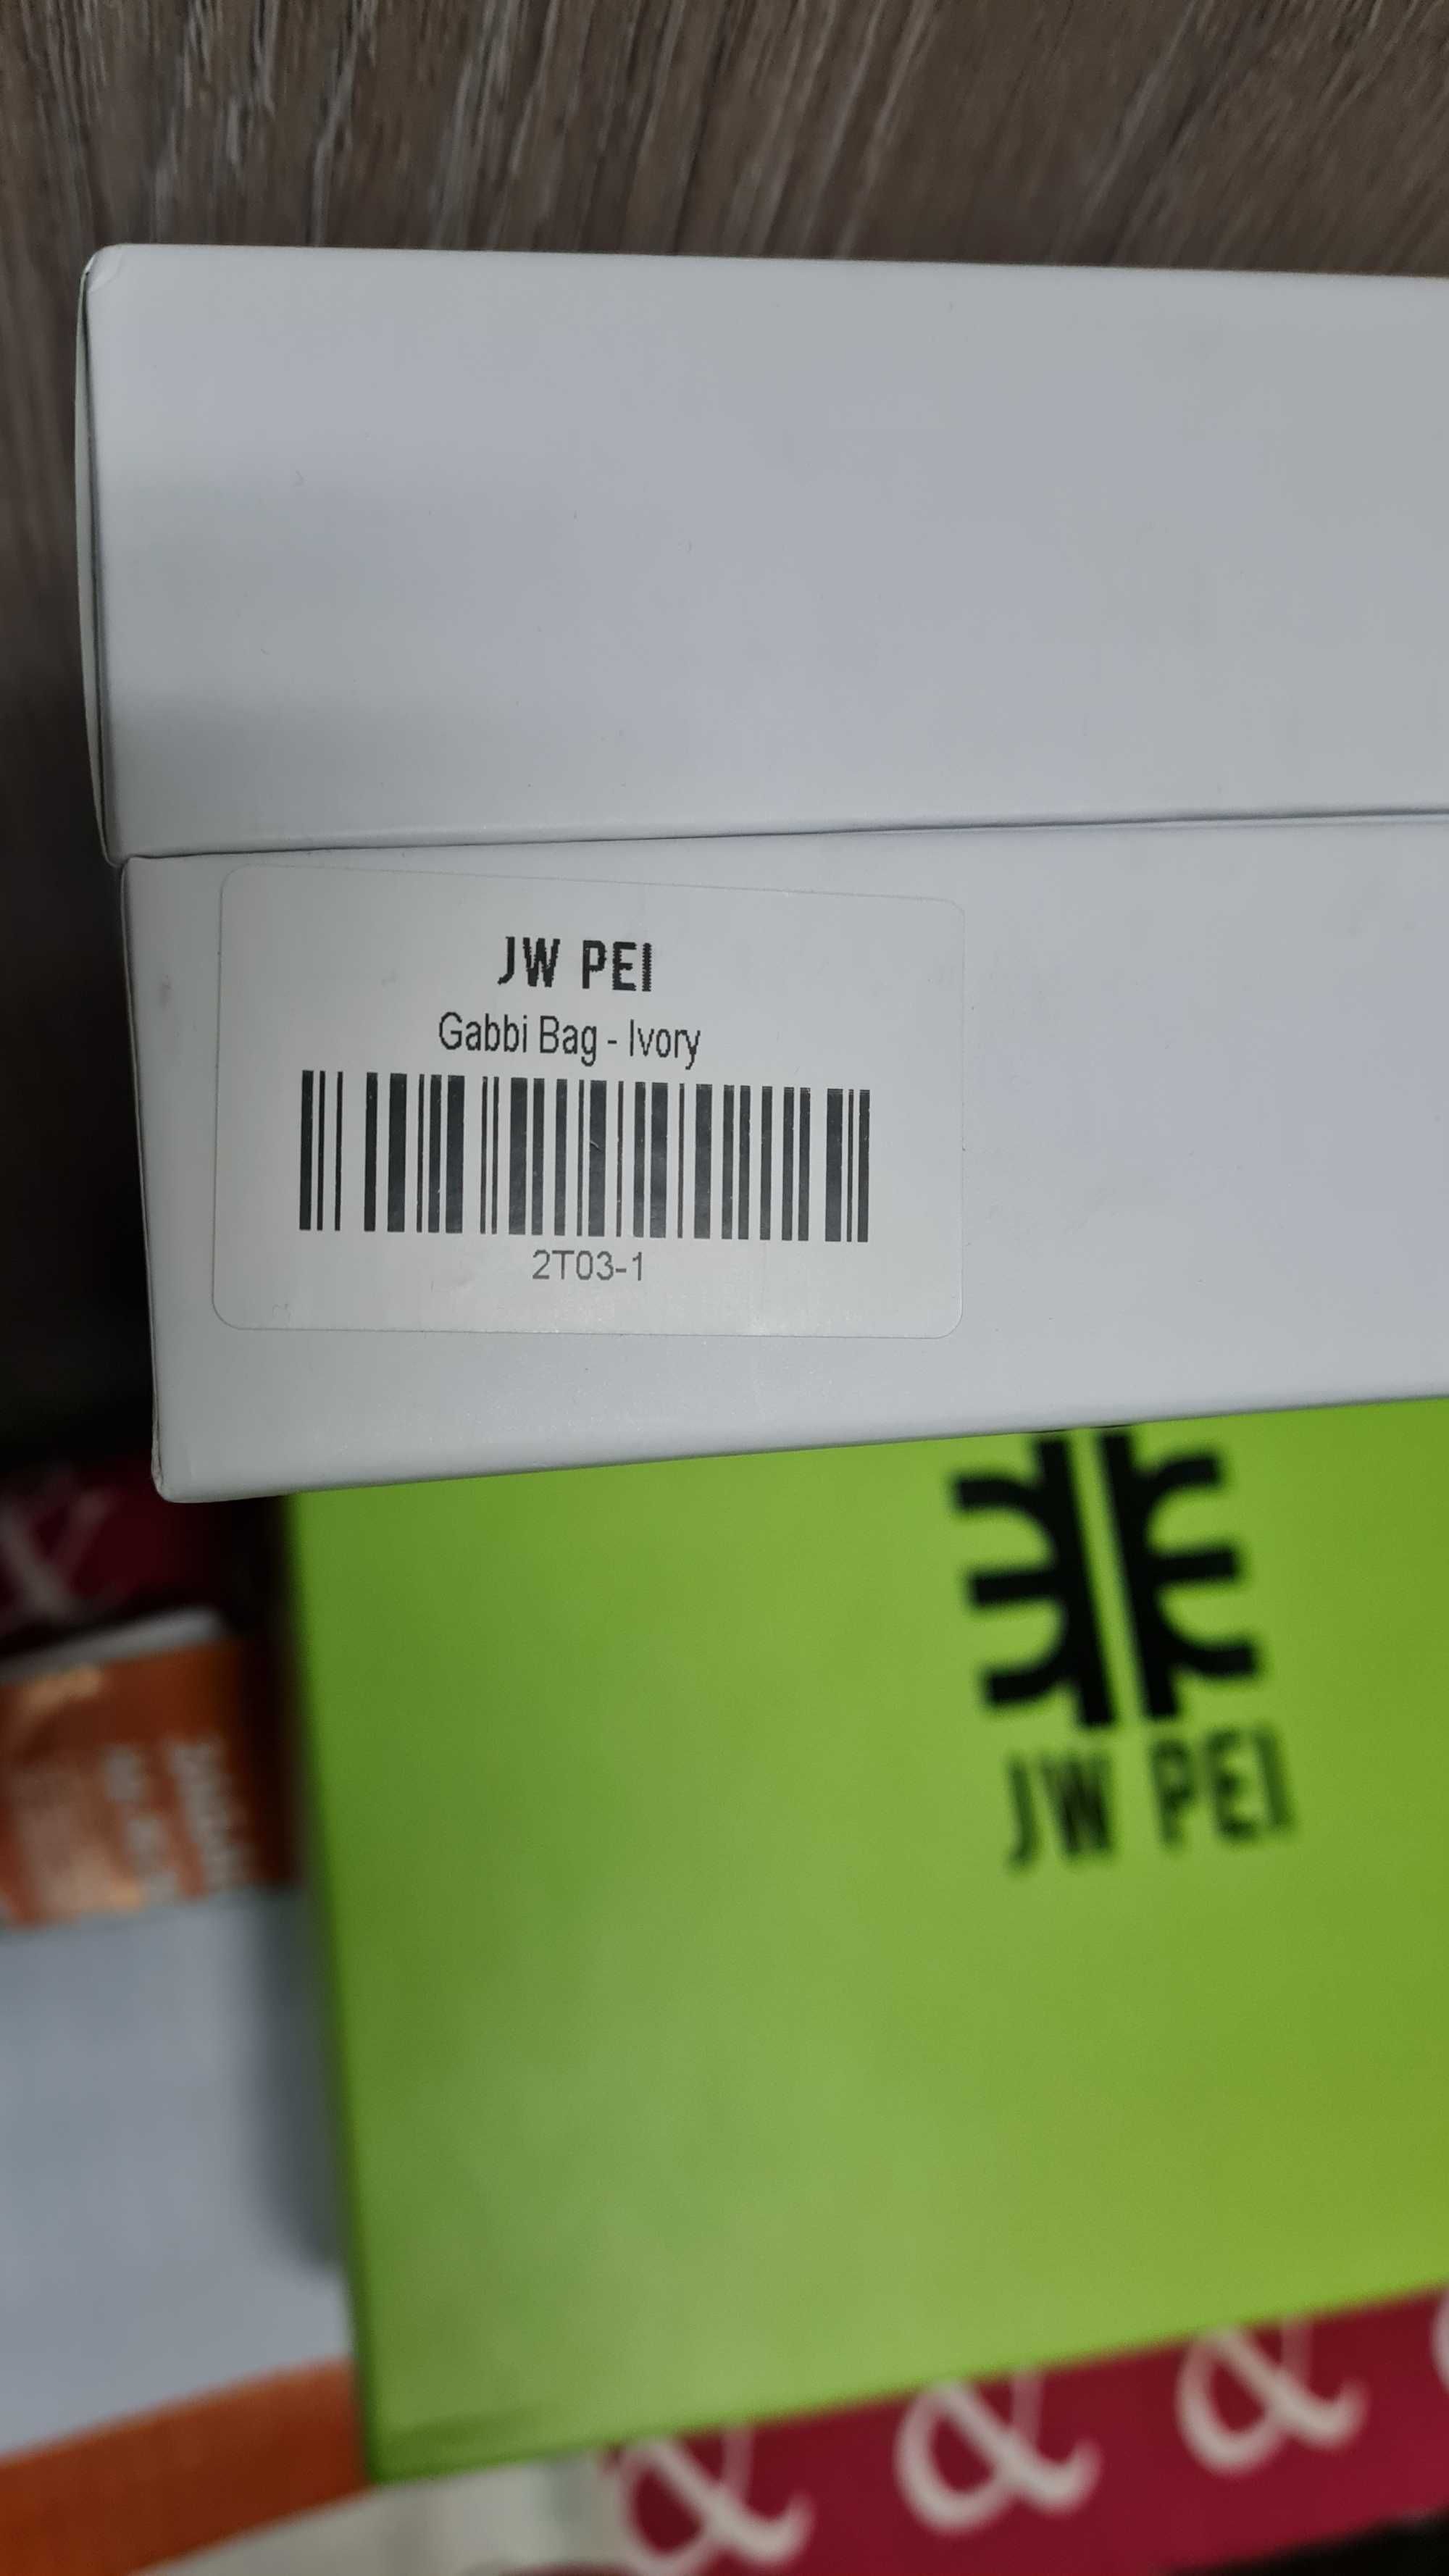 JW PEI
Gabbi Bag - Ivory
2T03-1
JW PEI
&
& & &